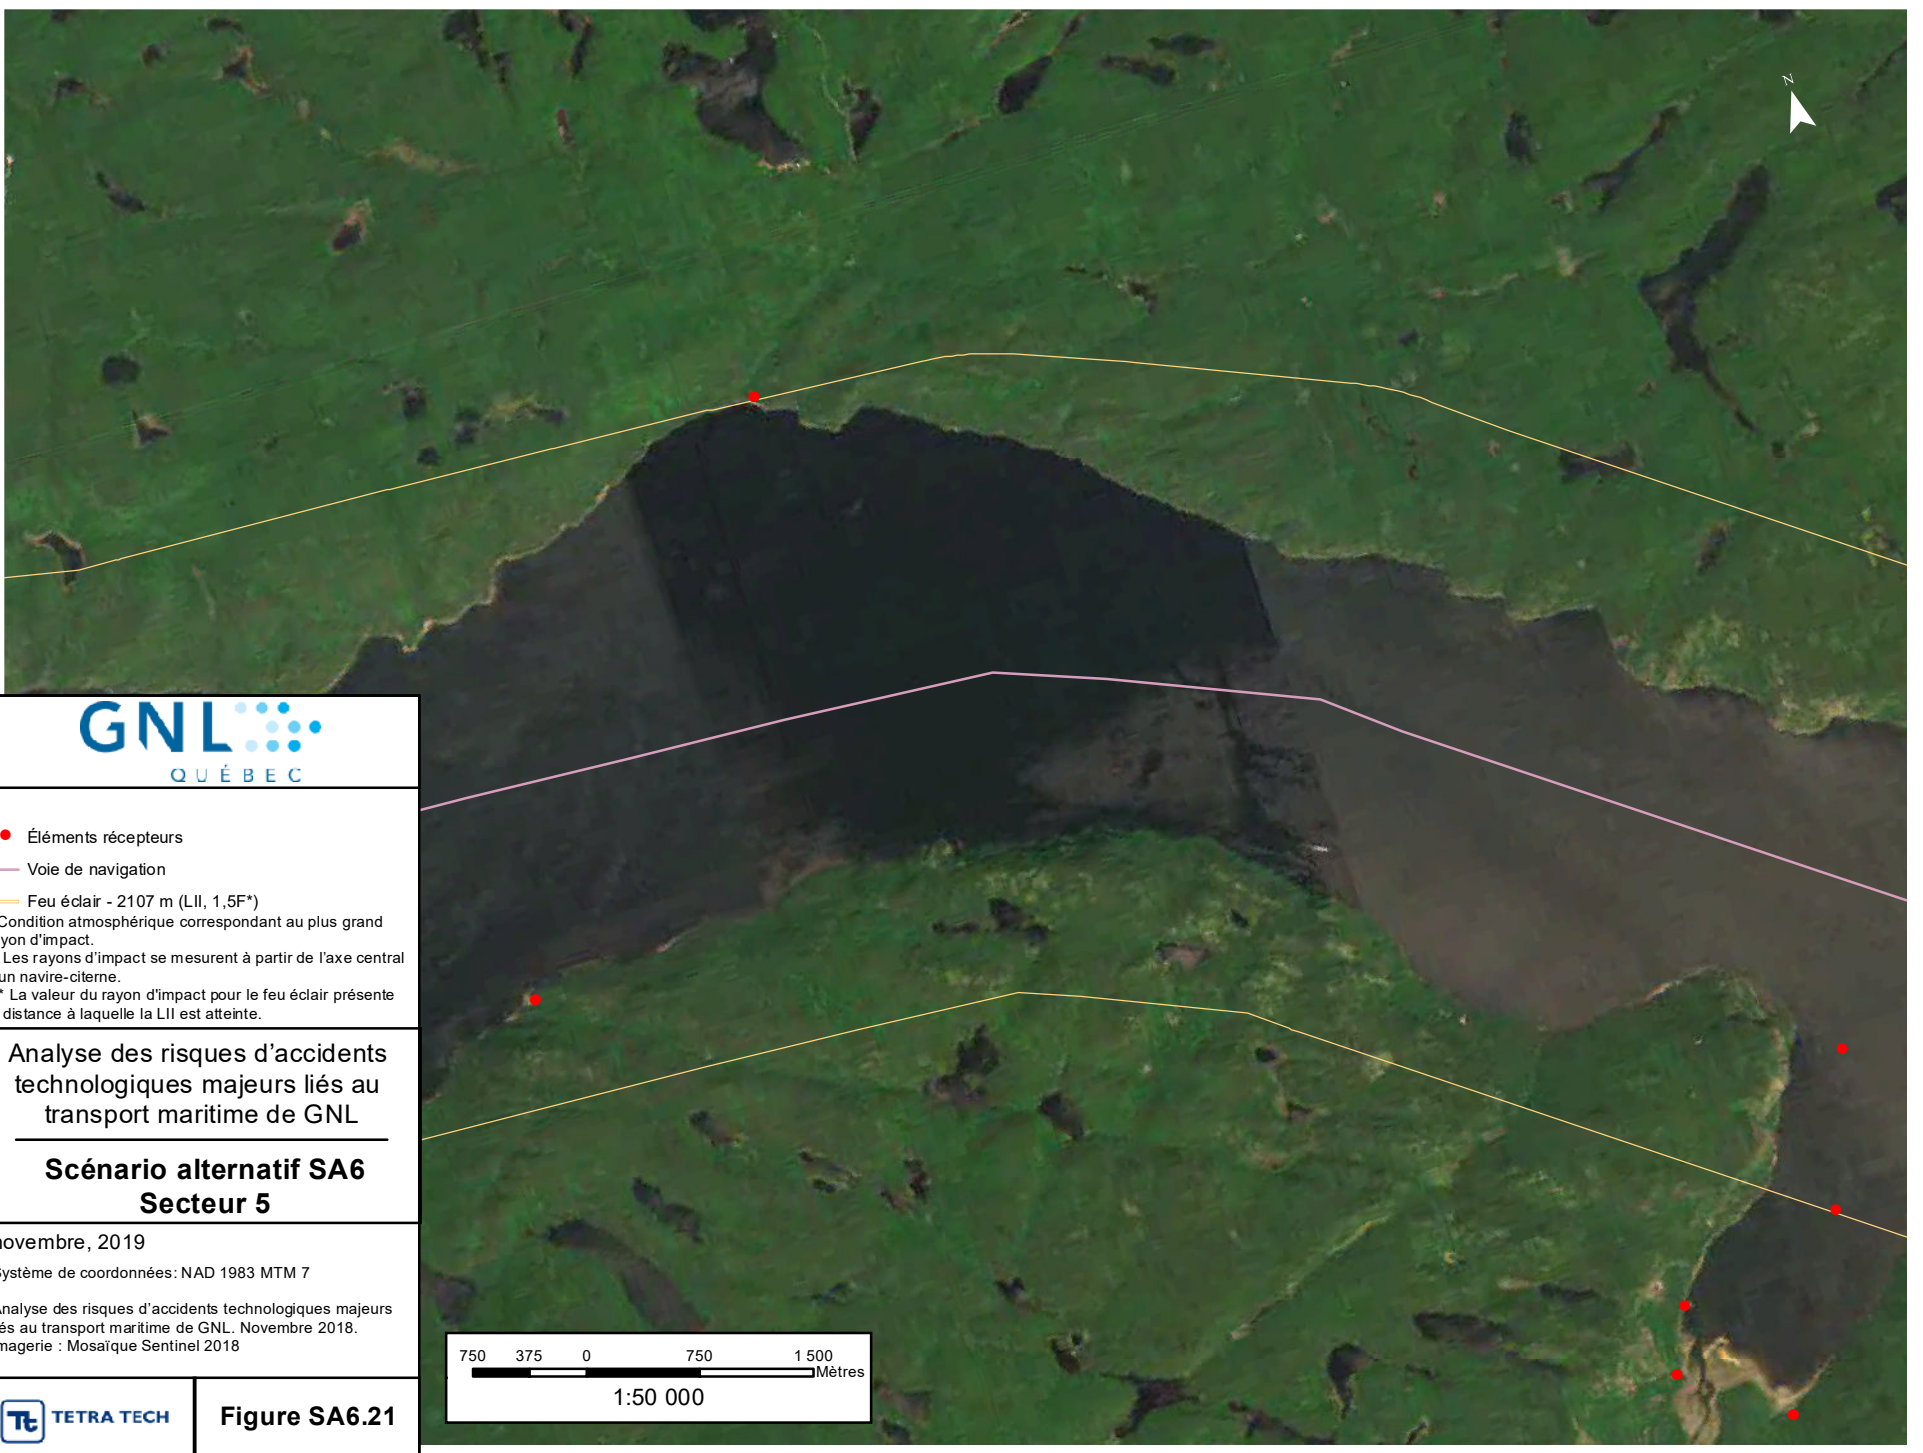 N
GNL
QUÉBEC
Éléments récepteurs
Voie de navigation
Feu éclair - 2107 m (LII, 1,5F*)
Condition atmosphérique correspondant au plus grand
yon d'impact.
Les rayons d'impact se mesurent à partir de l'axe central
un navire-citerne.
* La valeur du rayon d'impact pour le feu éclair présente
distance à laquelle la LII est atteinte.
Analyse des risques d'accidents
technologiques majeurs liés au
transport maritime de GNL
Scénario alternatif SA6
Secteur 5
novembre, 2019
Système de coordonnées: NAD 1983 MTM 7
Analyse des risques d'accidents technologiques majeurs
és au transport maritime de GNL. Novembre 2018.
magerie : Mosaïque Sentinel 2018
Tt TETRA TECH
Figure SA6.21
750 375 0 750 1 500
Mètres
1:50 000